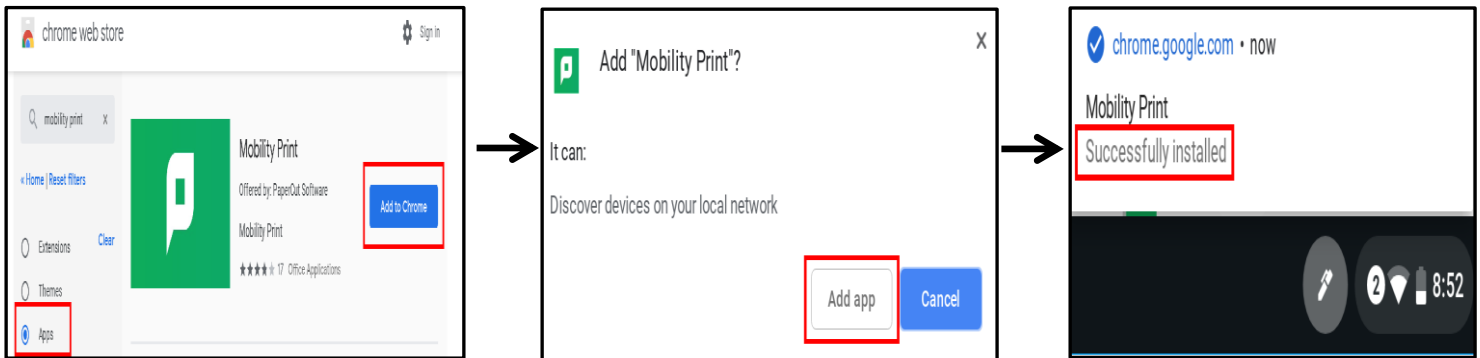 chrome web store
Sign in
mobility print x
« Home | Reset filters
Extensions Clear
Themes
Apps
Mobility Print
Offered by: PaperCut Software
Mobility Print
17 Office Applications
Add to Chrome
Add "Mobility Print"?
X
It can:
Discover devices on your local network
Add app
Cancel
chrome.google.com • now
Mobility Print
Successfully installed
2 8:52